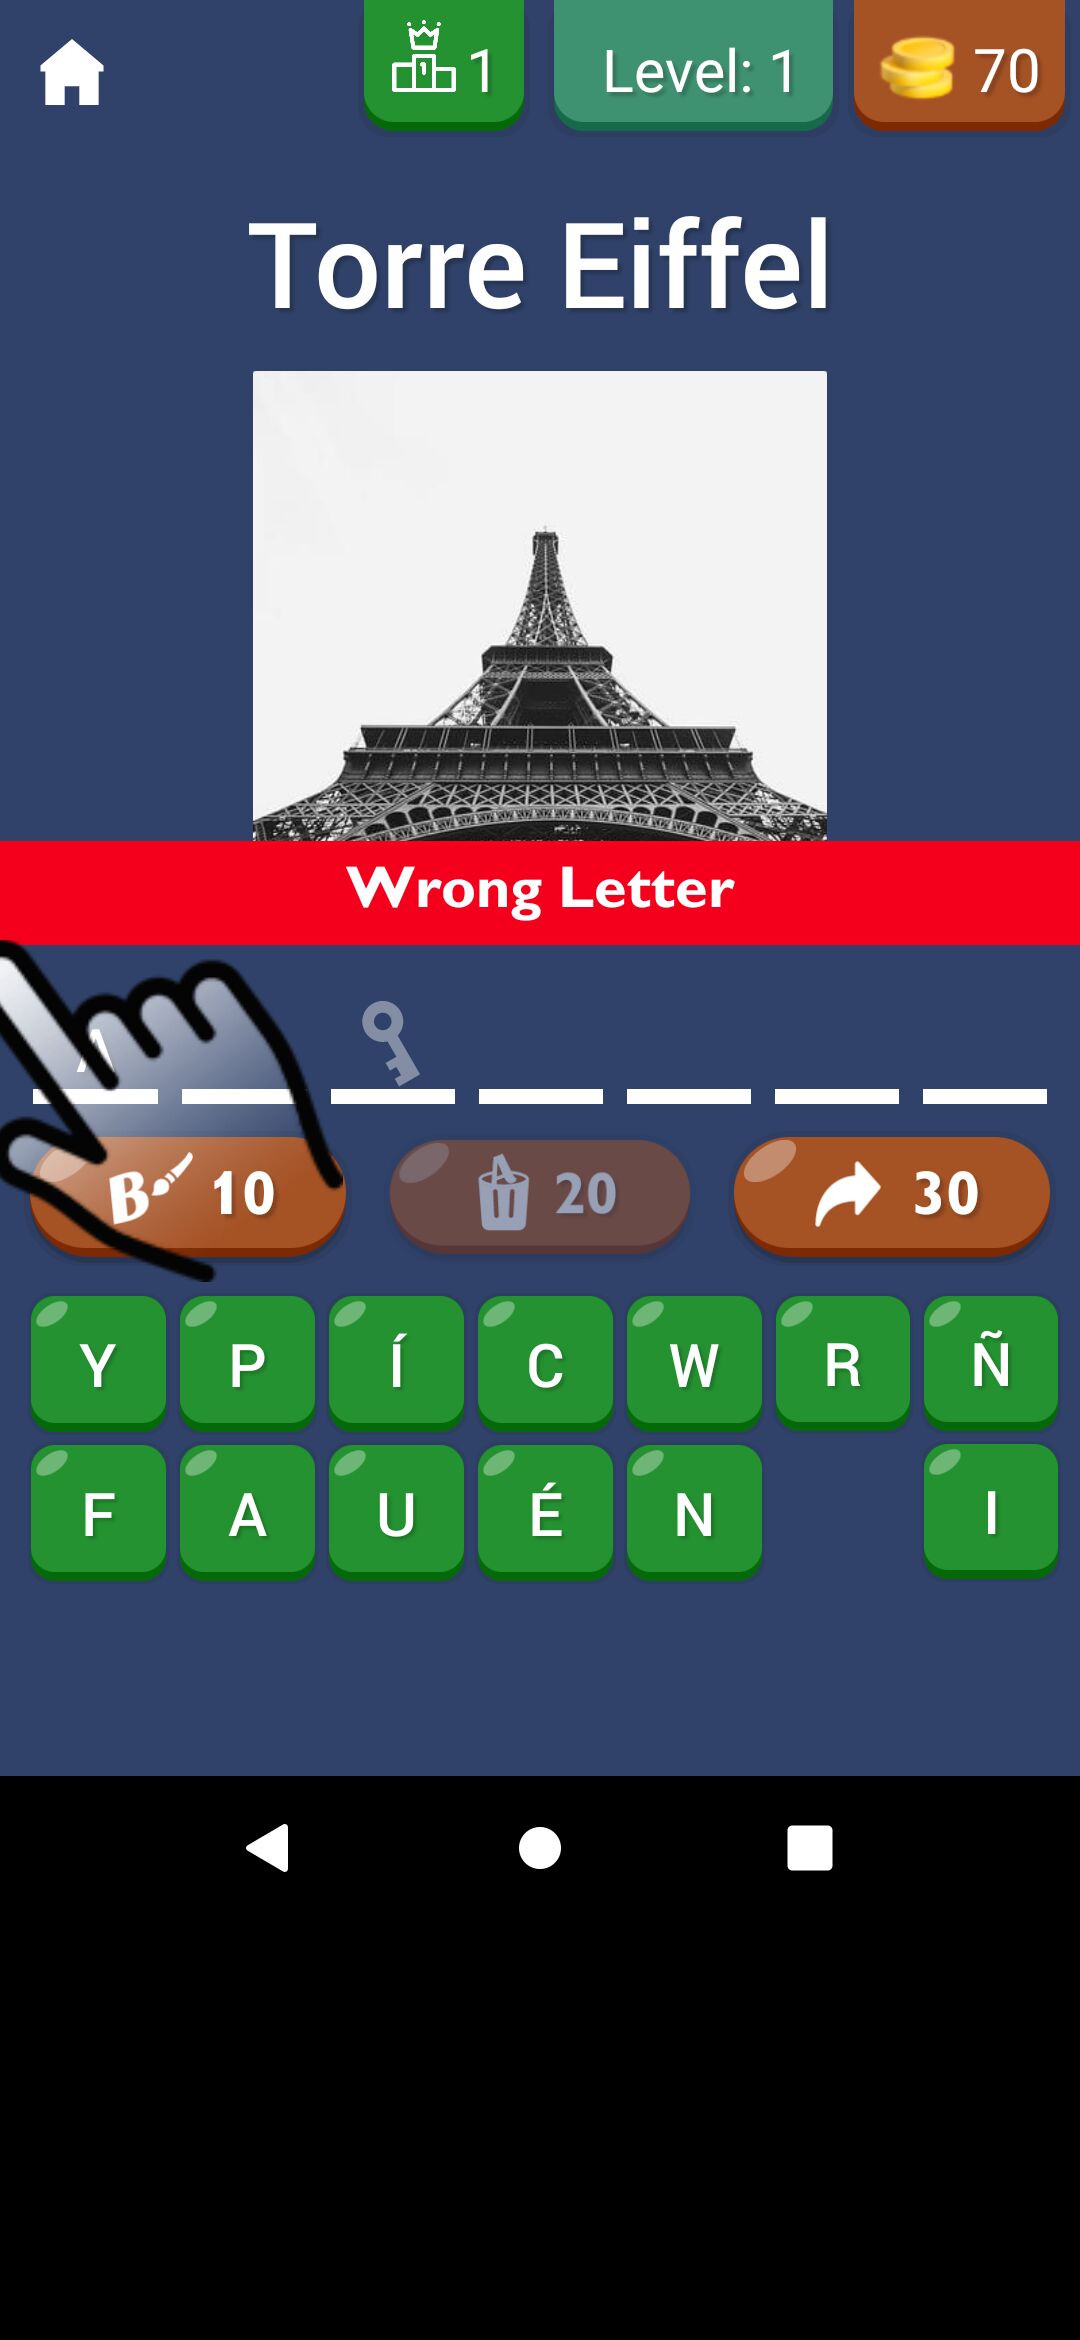 1
Level: 1
70
Torre Eiffel
Wrong Letter
A
B 10
20
30
Y P Í C W R Ñ
F A U É N I